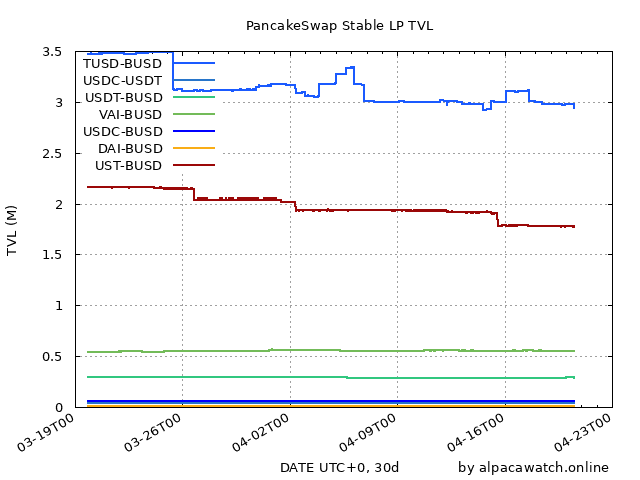 PancakeSwap Stable LP TVL
3.5
3
2.5
2
1.5
1
0.5
0
TVL (M)
TUSD-BUSD
USDC-USDT
USDT-BUSD
VAI-BUSD
USDC-BUSD
DAI-BUSD
UST-BUSD
03-19T00
03-26T00
04-02T00
04-09T00
04-16T00
04-23T00
DATE UTC+0, 30d
by alpacawatch.online